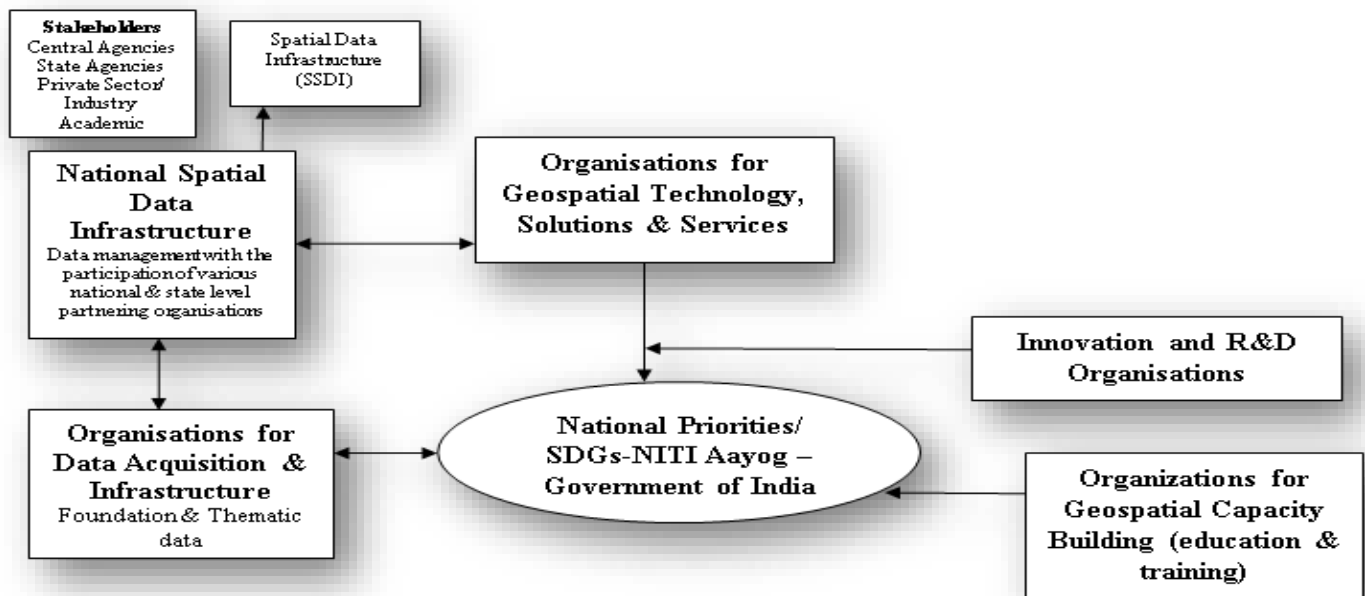 Stakeholders
Central Agencies
State Agencies
Private Sector/
Industry
Academic
Spatial Data
Infrastructure
(SSDI)
National Spatial
Data
Infrastructure
Data management with the
participation of various
national & state level
partnering organisations
Organisations for
Geospatial Technology,
Solutions & Services
Innovation and R&D
Organisations
Organisations for
Data Acquisition &
Infrastructure
Foundation & Thematic
data
National Priorities/
SDGs-NITI Aayog –
Government of India
Organizations for
Geospatial Capacity
Building (education &
training)